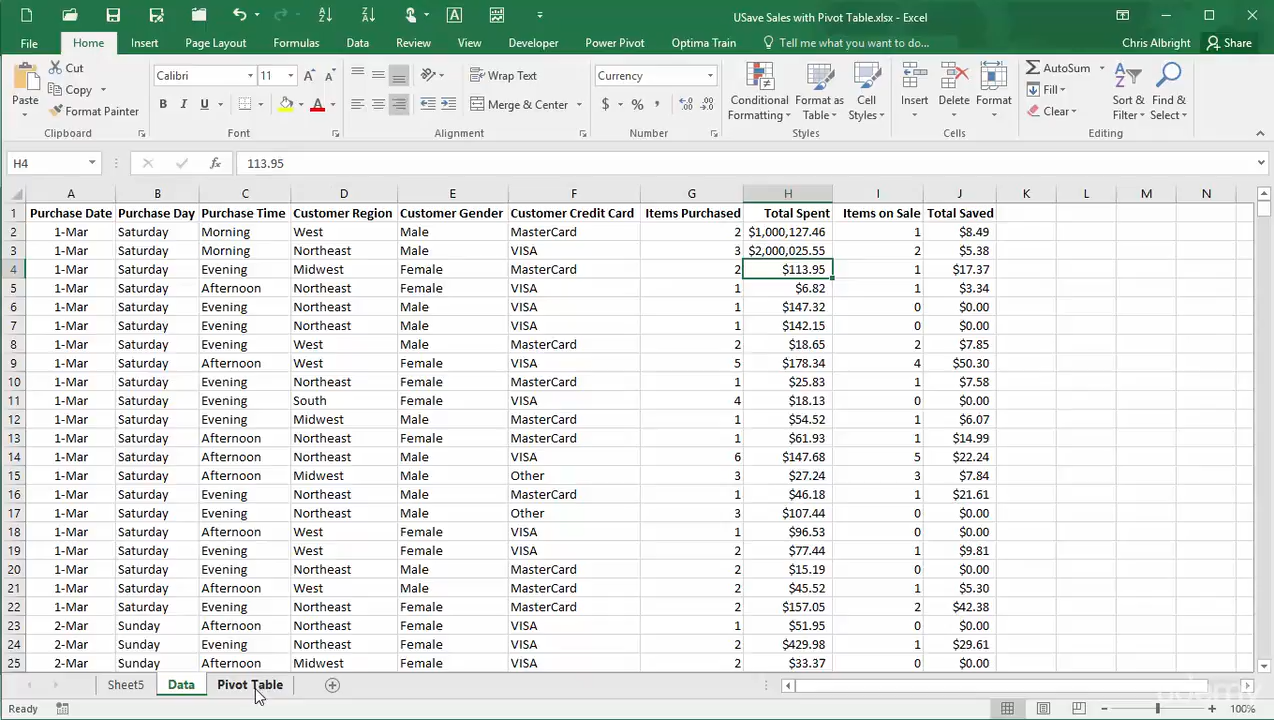 USave Sales with Pivot Table.xlsx - Excel
File Home Insert Page Layout Formulas Data Review View Developer Power Pivot Optima Train Tell me what you want to do... Chris Albright Share
Paste Cut Copy Format Painter Clipboard
Calibri 11 B I U A Font
Wrap Text Merge & Center Alignment
Currency $ % , Number
Conditional Formatting Format as Table Cell Styles Styles
Insert Delete Format Cells
AutoSum Fill Clear Sort & Filter Find & Select Editing
H4 fx 113.95
A B C D E F G H I J K L M N
1 Purchase Date Purchase Day Purchase Time Customer Region Customer Gender Customer Credit Card Items Purchased Total Spent Items on Sale Total Saved
2 1-Mar Saturday Morning West Male MasterCard 2 $1,000,127.46 1 $8.49
3 1-Mar Saturday Morning Northeast Male VISA 3 $2,000,025.55 2 $5.38
4 1-Mar Saturday Evening Midwest Female MasterCard 2 $113.95 1 $17.37
5 1-Mar Saturday Afternoon Northeast Female VISA 1 $6.82 1 $3.34
6 1-Mar Saturday Evening Northeast Male VISA 1 $147.32 0 $0.00
7 1-Mar Saturday Evening Northeast Male VISA 1 $142.15 0 $0.00
8 1-Mar Saturday Evening West Male MasterCard 2 $18.65 2 $7.85
9 1-Mar Saturday Afternoon West Female VISA 5 $178.34 4 $50.30
10 1-Mar Saturday Evening Northeast Female MasterCard 1 $25.83 1 $7.58
11 1-Mar Saturday Evening South Female VISA 4 $18.13 0 $0.00
12 1-Mar Saturday Evening Midwest Male MasterCard 1 $54.52 1 $6.07
13 1-Mar Saturday Afternoon Northeast Female MasterCard 1 $61.93 1 $14.99
14 1-Mar Saturday Afternoon Northeast Male VISA 6 $147.68 5 $22.24
15 1-Mar Saturday Afternoon Midwest Male Other 3 $27.24 3 $7.84
16 1-Mar Saturday Evening Northeast Male MasterCard 1 $46.18 1 $21.61
17 1-Mar Saturday Evening Northeast Male Other 3 $107.44 0 $0.00
18 1-Mar Saturday Afternoon West Female VISA 1 $96.53 0 $0.00
19 1-Mar Saturday Evening West Female VISA 2 $77.44 1 $9.81
20 1-Mar Saturday Evening Northeast Male MasterCard 2 $15.19 0 $0.00
21 1-Mar Saturday Afternoon West Male MasterCard 2 $45.52 1 $5.30
22 1-Mar Saturday Evening Northeast Female MasterCard 2 $157.05 2 $42.38
23 2-Mar Sunday Afternoon Northeast Female VISA 1 $51.95 0 $0.00
24 2-Mar Sunday Evening Northeast Female VISA 2 $429.98 1 $29.61
25 2-Mar Sunday Afternoon Midwest Female VISA 2 $33.37 0 $0.00
Sheet5 Data Pivot Table
udemy
Ready 100%